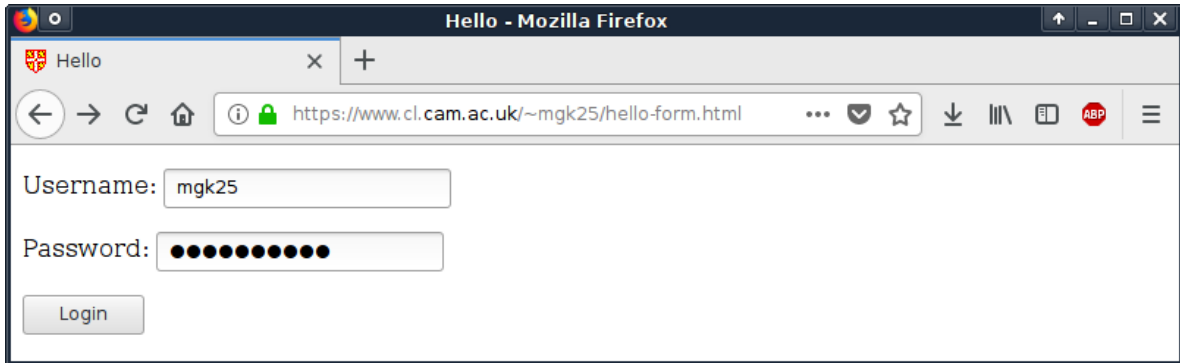 Hello - Mozilla Firefox
Hello
https://www.cl.cam.ac.uk/~mgk25/hello-form.html
ABP
Username: mgk25
Password: ●●●●●●●●●●
Login